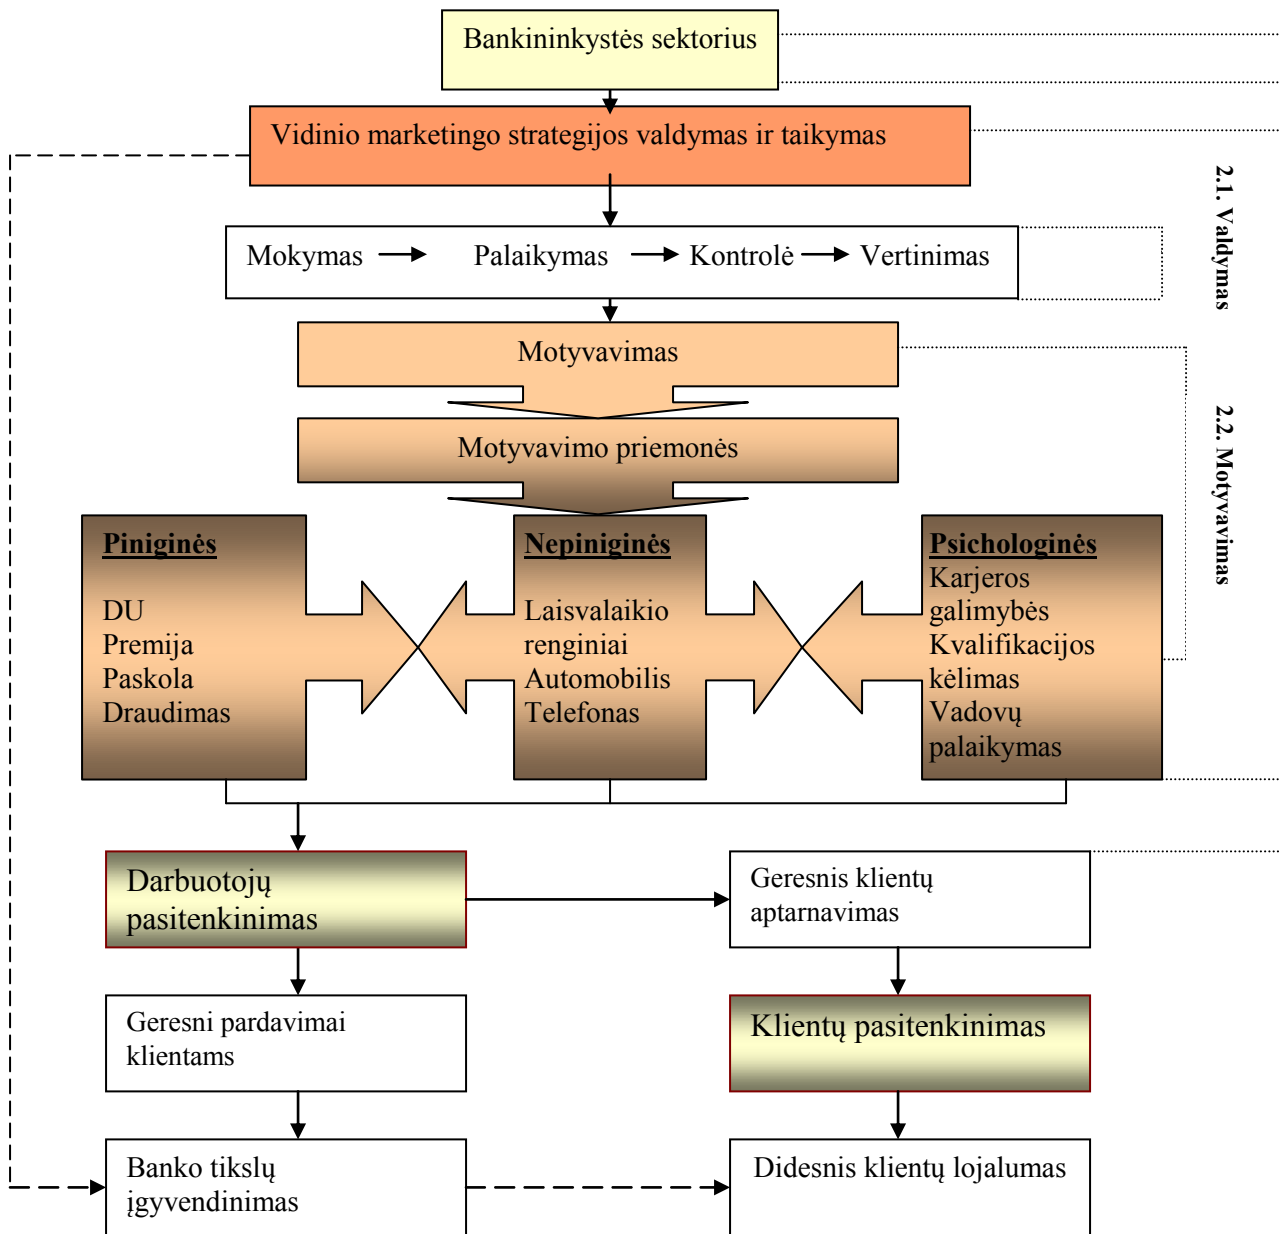 Bankininkystės sektorius
Vidinio marketingo strategijos valdymas ir taikymas
2.1. Valdymas
Mokymas Palaikymas Kontrolė Vertinimas
Motyvavimas
Motyvavimo priemonės
2.2. Motyvavimas
Piniginės
DU
Premija
Paskola
Draudimas
Nepiniginės
Laisvalaikio
renginiai
Automobilis
Telefonas
Psichologinės
Karjeros
galimybės
Kvalifikacijos
kėlimas
Vadovų
palaikymas
Darbuotojų
pasitenkinimas
Geresnis klientų
aptarnavimas
Geresni pardavimai
klientams
Klientų pasitenkinimas
Banko tikslų
įgyvendinimas
Didesnis klientų lojalumas